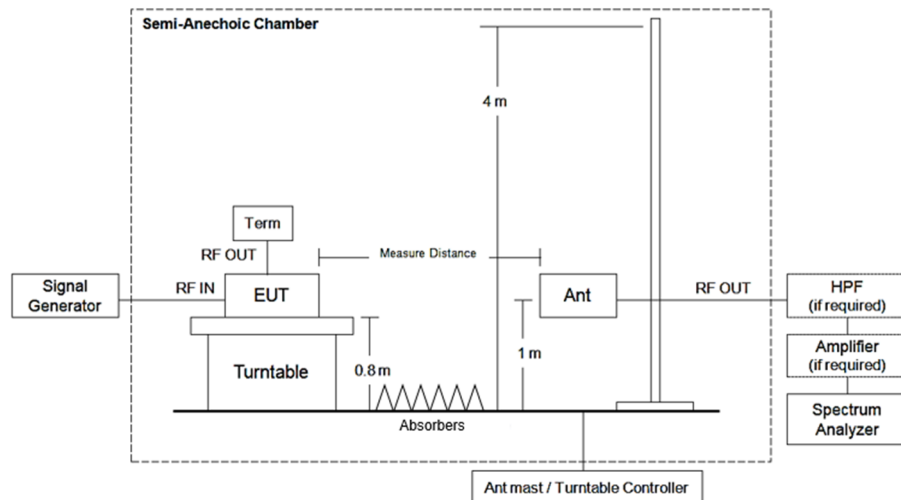 Semi-Anechoic Chamber
4 m
Term
RF OUT
Measure Distance
Signal
Generator
RF IN
EUT
Ant
RF OUT
HPF
(if required)
Turntable
0.8 m
1 m
Amplifier
(if required)
Absorbers
Spectrum
Analyzer
Ant mast / Turntable Controller